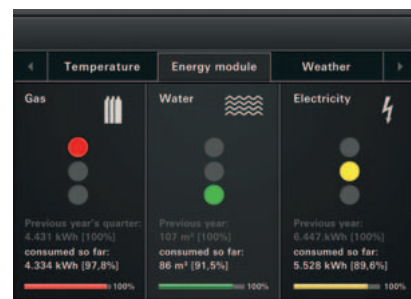 Temperature
Energy module
Weather
Gas
Previous year's quarter:
4.431 kWh [100%]
consumed so far:
4.334 kWh [97,8%]
100%
Water
Previous year:
107 m³ [100%]
consumed so far:
86 m³ [91,5%]
100%
Electricity
Previous year:
6.447 kWh [100%]
consumed so far:
5.528 kWh [89,6%]
100%